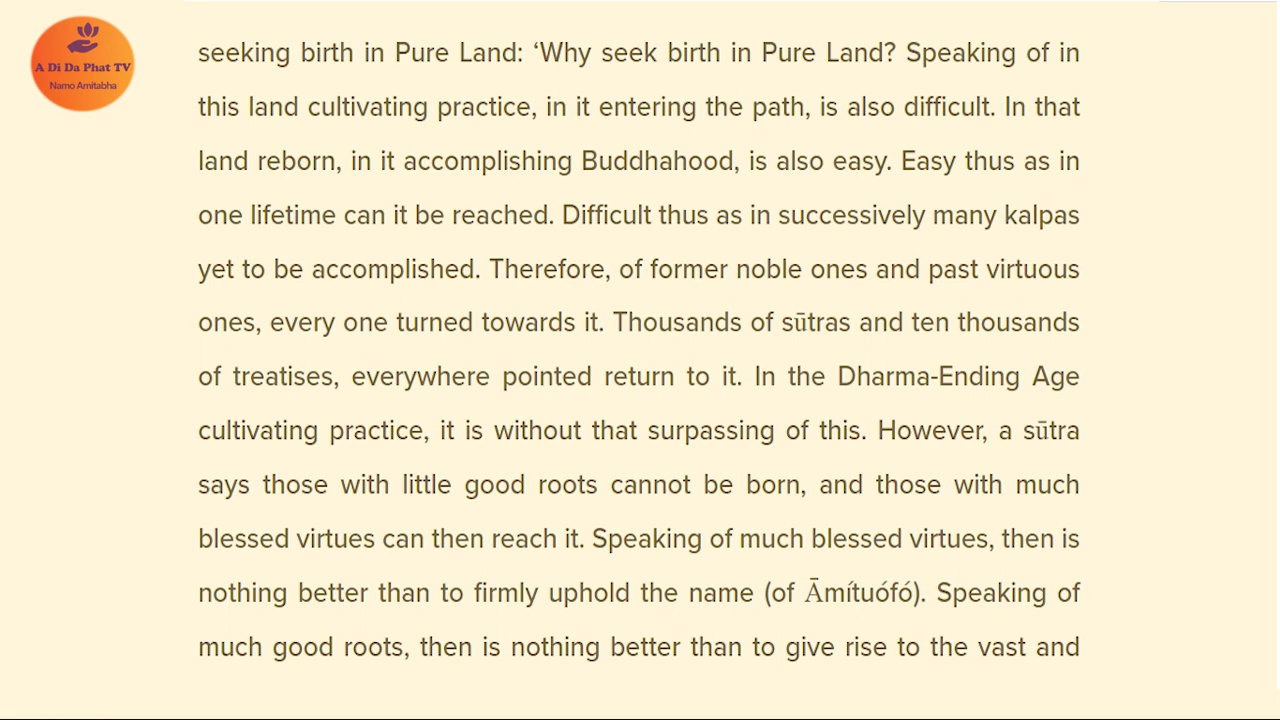 A Di Da Phat TV
Namo Amitabha
seeking birth in Pure Land: ‘Why seek birth in Pure Land? Speaking of in
this land cultivating practice, in it entering the path, is also difficult. In that
land reborn, in it accomplishing Buddhahood, is also easy. Easy thus as in
one lifetime can it be reached. Difficult thus as in successively many kalpas
yet to be accomplished. Therefore, of former noble ones and past virtuous
ones, every one turned towards it. Thousands of sūtras and ten thousands
of treatises, everywhere pointed return to it. In the Dharma-Ending Age
cultivating practice, it is without that surpassing of this. However, a sūtra
says those with little good roots cannot be born, and those with much
blessed virtues can then reach it. Speaking of much blessed virtues, then is
nothing better than to firmly uphold the name (of Āmítuófó). Speaking of
much good roots, then is nothing better than to give rise to the vast and